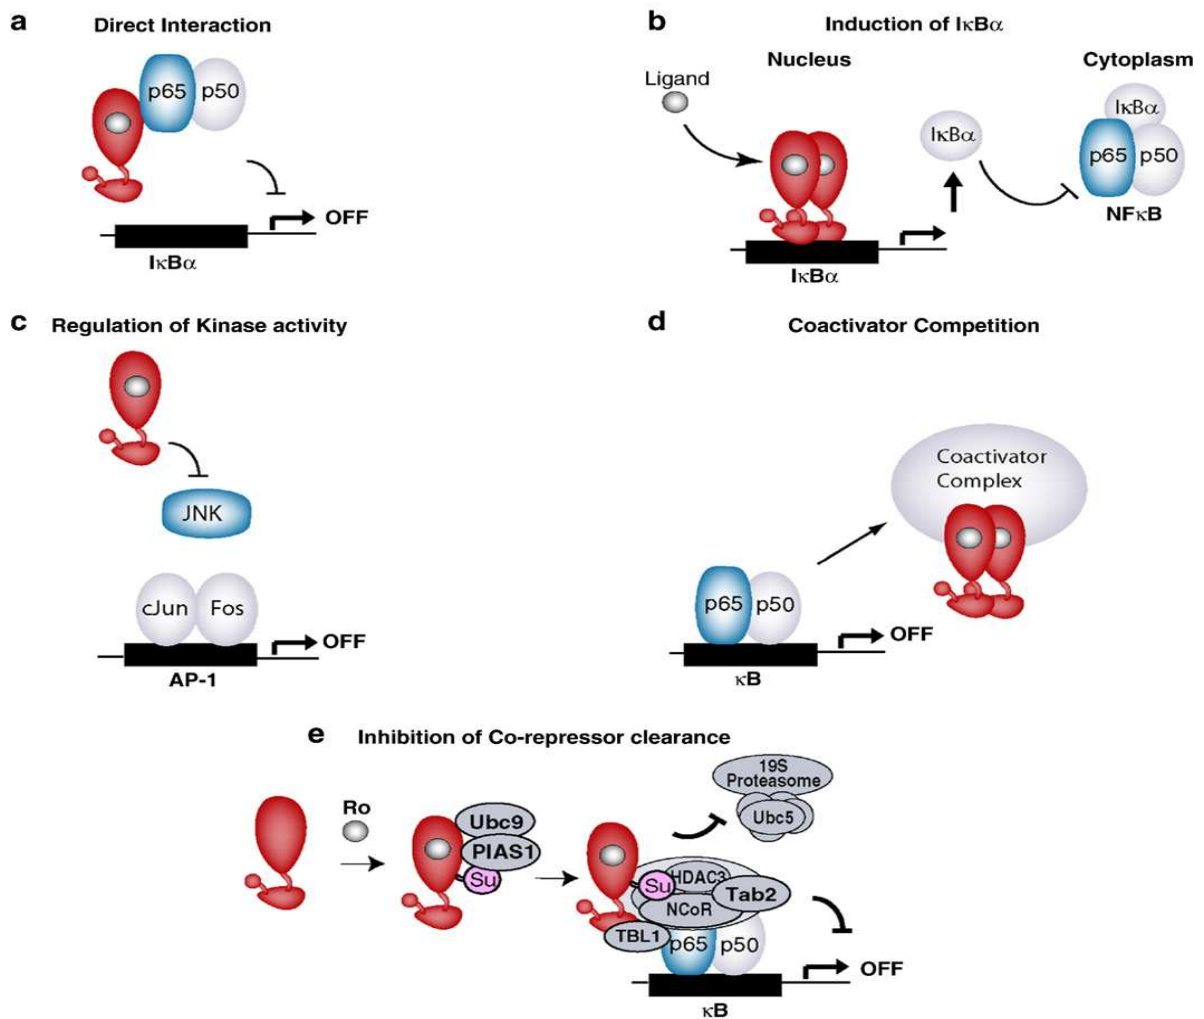 a
Direct Interaction
p65
p50
OFF
IκBα
b
Induction of IκBα
Nucleus
Cytoplasm
Ligand
IκBα
IκBα
p65
p50
NFκB
IκBα
c
Regulation of Kinase activity
JNK
cJun
Fos
OFF
AP-1
d
Coactivator Competition
Coactivator
Complex
p65
p50
OFF
κB
e
Inhibition of Co-repressor clearance
Ro
Ubc9
PIAS1
Su
19S
Proteasome
Ubc5
Su
HDAC3
Tab2
NCoR
TBL1
p65
p50
OFF
κB